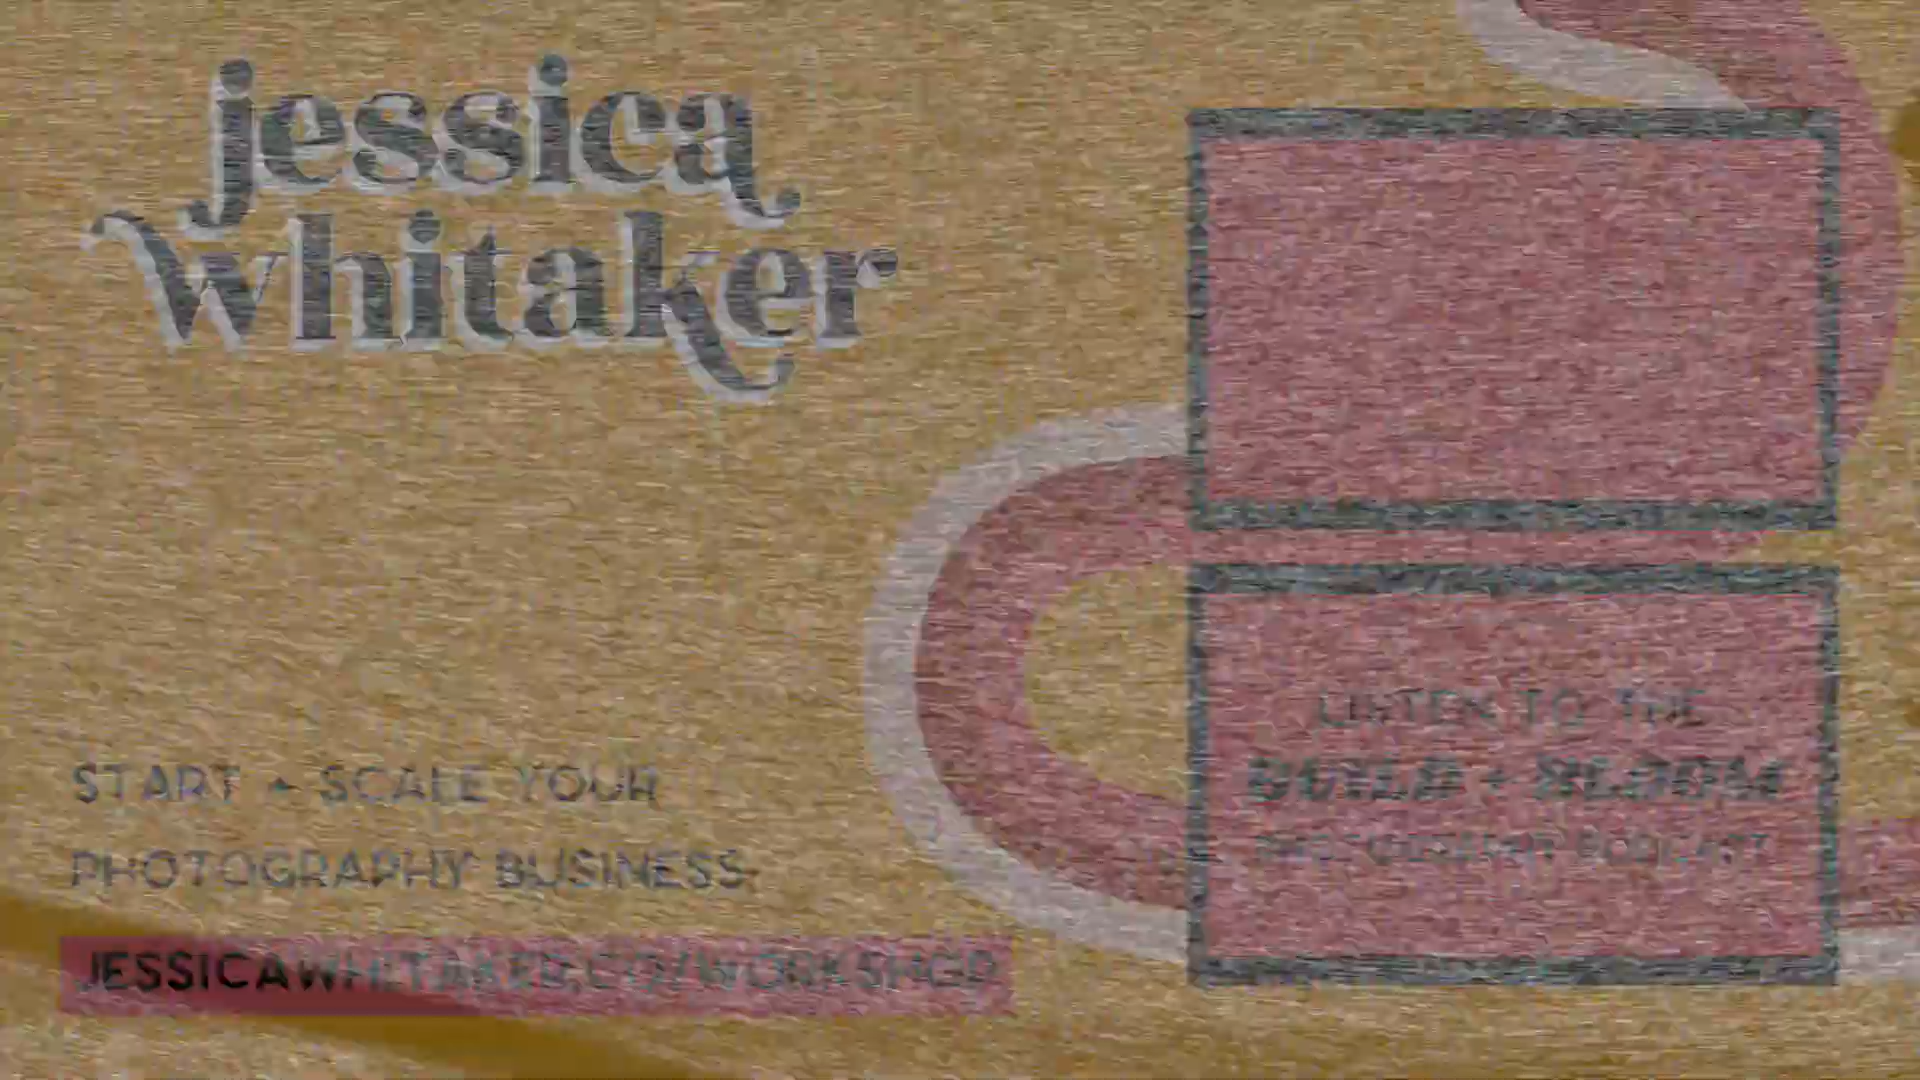 jessica
whitaker
START + SCALE YOUR
PHOTOGRAPHY BUSINESS
JESSICAWHITAKER.CO/WORKSHOP
LISTEN TO THE
BUILD + BLOOM
PHOTOGRAPHY PODCAST